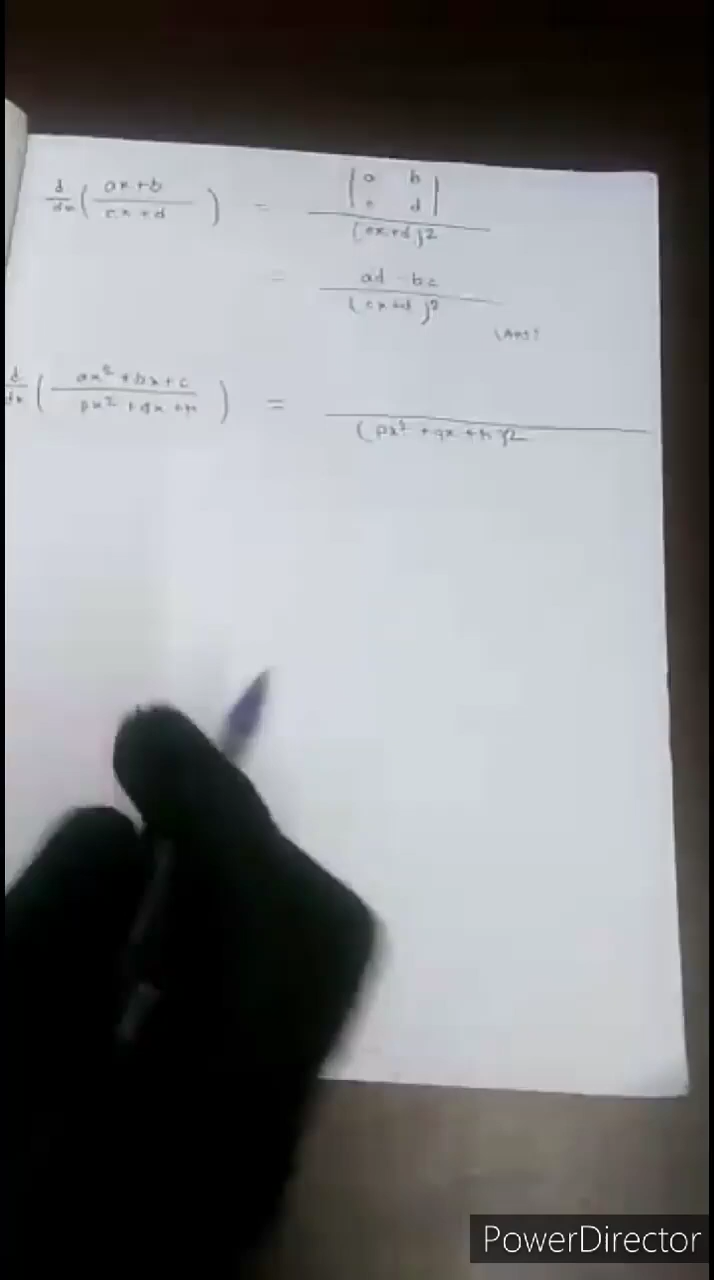 d/dx ( ax+b / cx+d ) = |a b| |c d| / (cx+d)²
= ad - bc / (cx+d)²
(Ans)
d/dx ( ax² + bx + c / px² + qx + r ) = / (px² + qx + r)2
PowerDirector